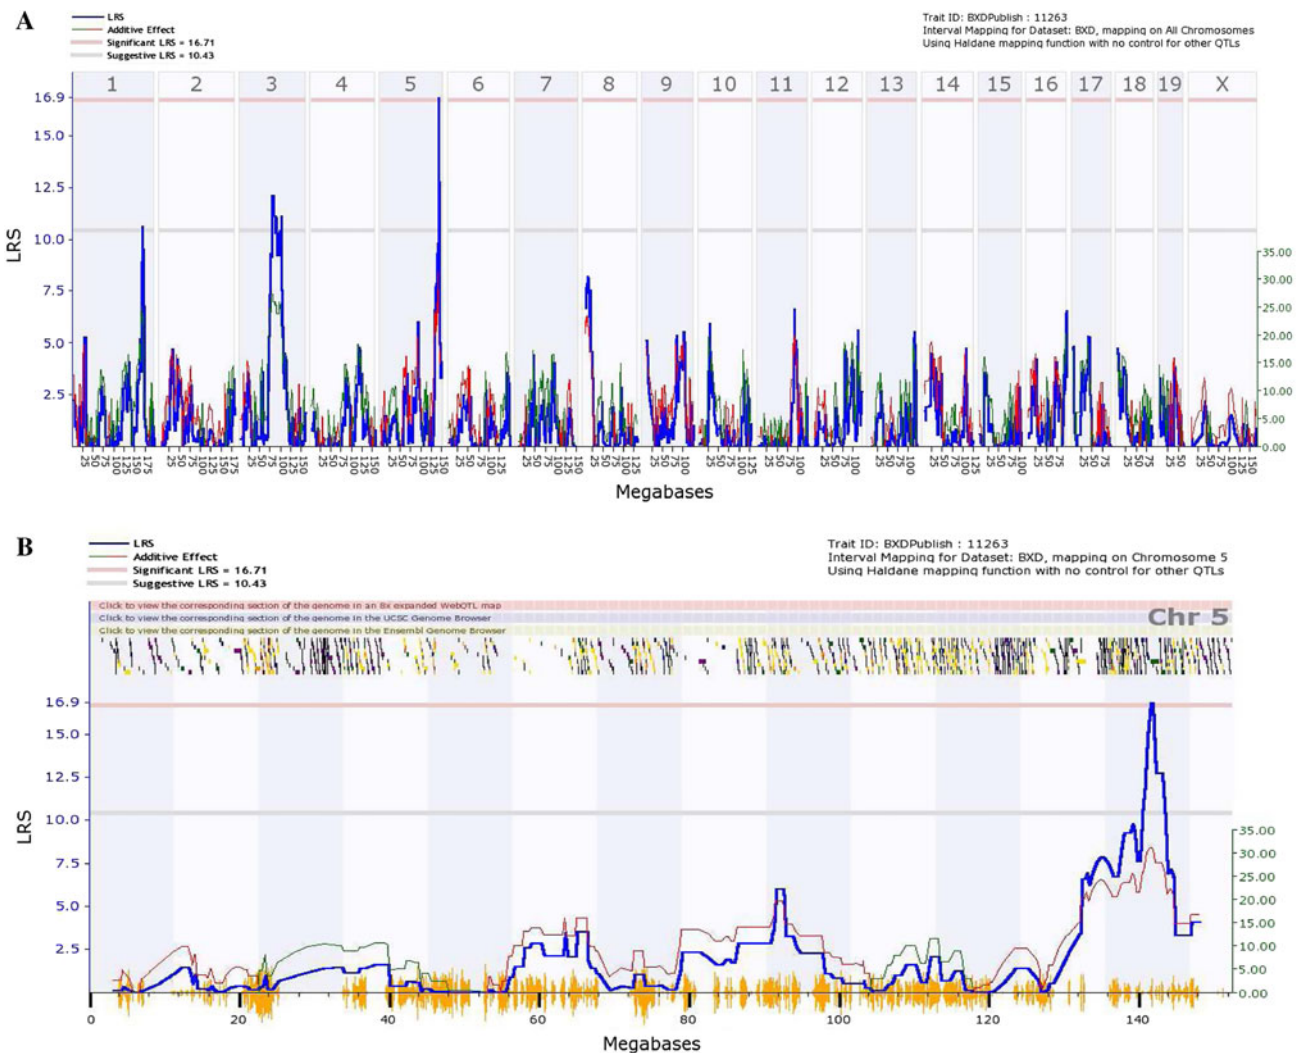 A
LRS
Additive Effect
Significant LRS = 16.71
Suggestive LRS = 10.43
Trait ID: BXDPublish : 11263
Interval Mapping for Dataset: BXD, mapping on All Chromosomes
Using Haldane mapping function with no control for other QTLs
1 2 3 4 5 6 7 8 9 10 11 12 13 14 15 16 17 18 19 X
16.9
15.0
12.5
10.0
7.5
5.0
2.5
LRS
35.00
30.00
25.00
20.00
15.00
10.00
5.00
0.00
Megabases
B
LRS
Additive Effect
Significant LRS = 16.71
Suggestive LRS = 10.43
Trait ID: BXDPublish : 11263
Interval Mapping for Dataset: BXD, mapping on Chromosome 5
Using Haldane mapping function with no control for other QTLs
Click to view the corresponding section of the genome in an 8x expanded WebQTL map
Click to view the corresponding section of the genome in the UCSC Genome Browser
Click to view the corresponding section of the genome in the Ensembl Genome Browser
Chr 5
16.9
15.0
12.5
10.0
7.5
5.0
2.5
LRS
35.00
30.00
25.00
20.00
15.00
10.00
5.00
0.00
0 20 40 60 80 100 120 140
Megabases